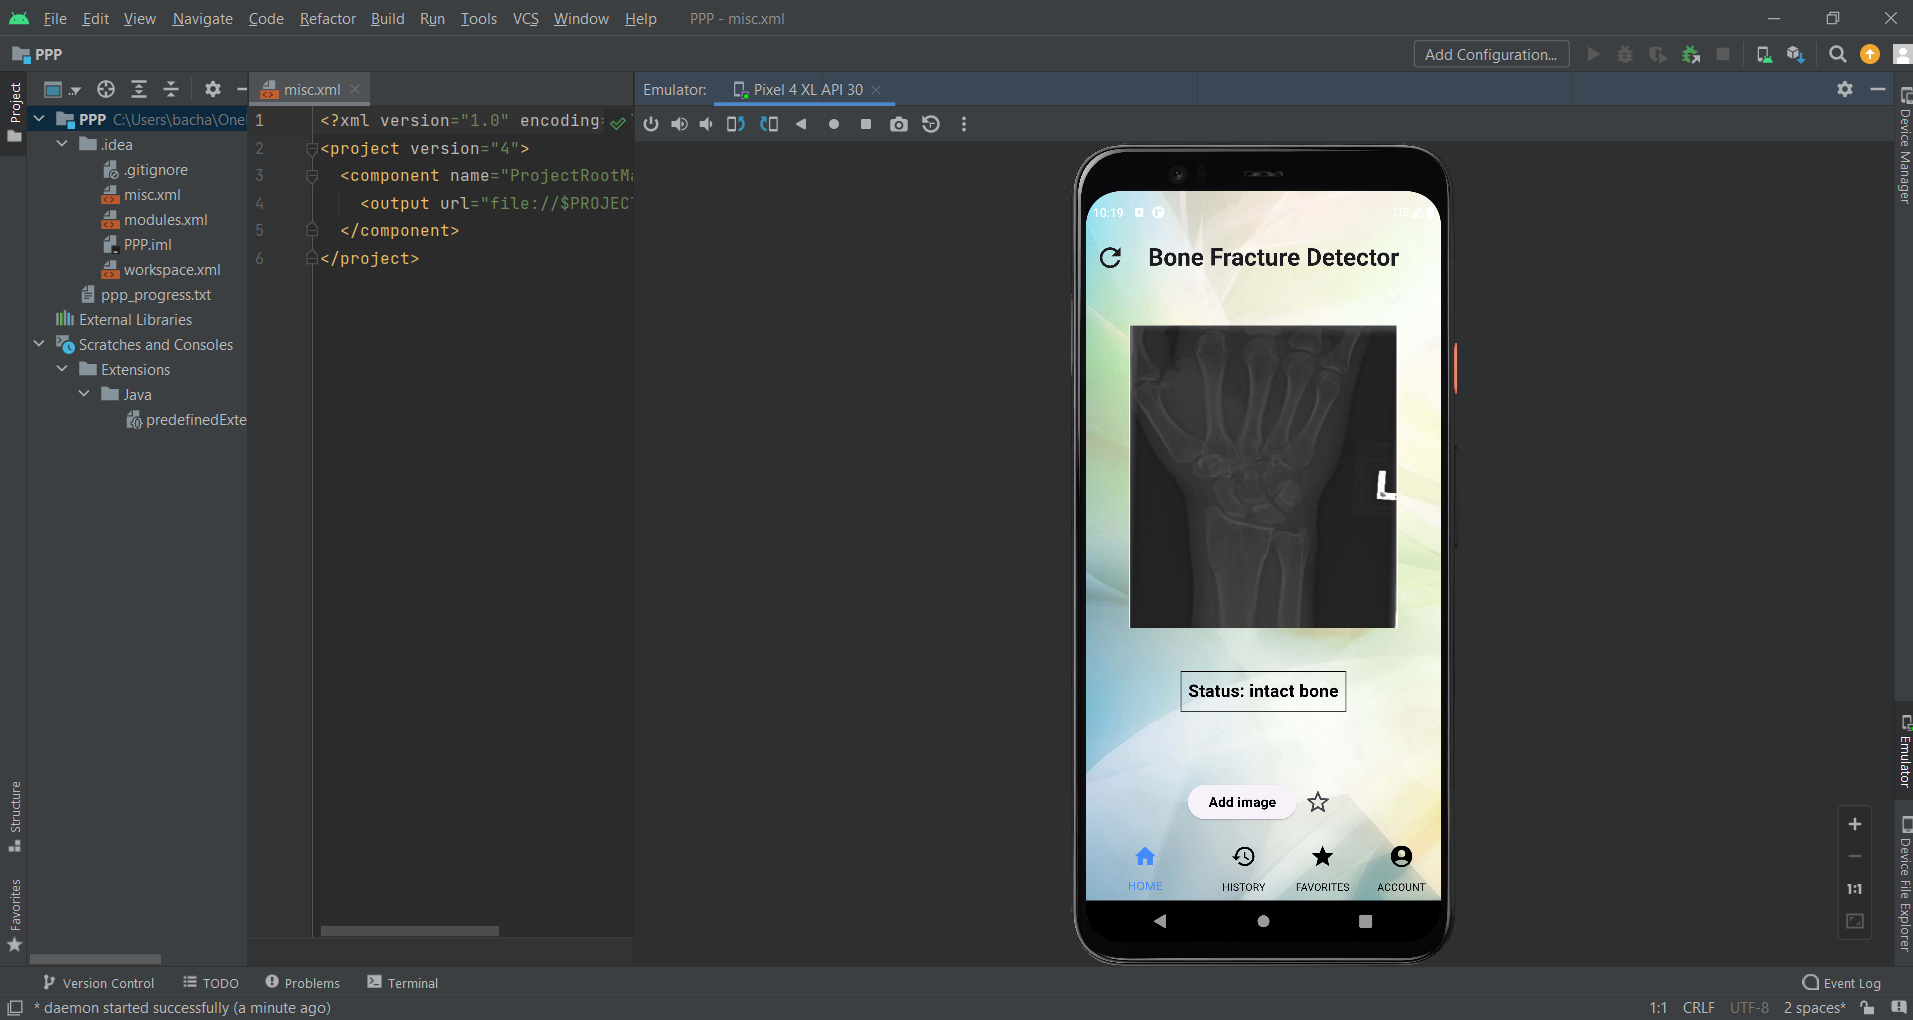 File Edit View Navigate Code Refactor Build Run Tools VCS Window Help PPP - misc.xml
PPP
Add Configuration...
Project
misc.xml
Emulator: Pixel 4 XL API 30
PPP C:\Users\bacha\One
.idea
.gitignore
misc.xml
modules.xml
PPP.iml
workspace.xml
ppp_progress.txt
External Libraries
Scratches and Consoles
Extensions
Java
predefinedExte
1 <?xml version="1.0" encoding=
2 <project version="4">
3 <component name="ProjectRootMa
4 <output url="file://$PROJECT
5 </component>
6 </project>
10:19
LTE
Bone Fracture Detector
L
Status: intact bone
Add image
HOME HISTORY FAVORITES ACCOUNT
Device Manager
Emulator
Device File Explorer
1:1
Structure
Favorites
Version Control TODO Problems Terminal
Event Log
* daemon started successfully (a minute ago)
1:1 CRLF UTF-8 2 spaces*